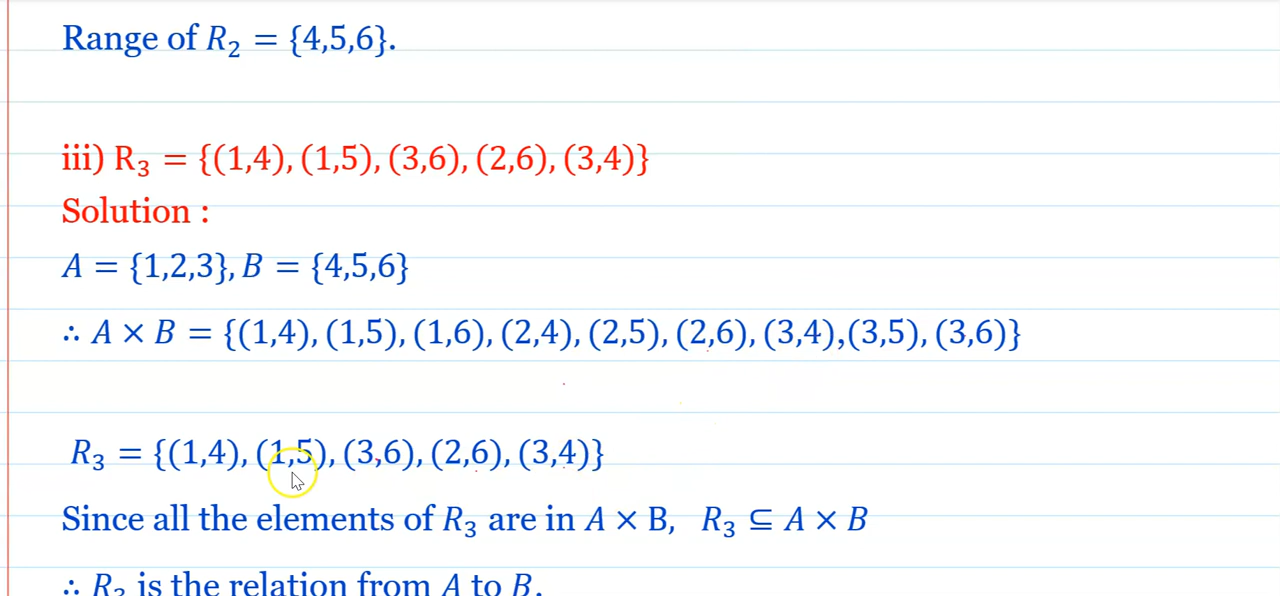 Range of R₂ = {4,5,6}.
iii) R₃ = {(1,4), (1,5), (3,6), (2,6), (3,4)}
Solution :
A = {1,2,3}, B = {4,5,6}
∴ A × B = {(1,4), (1,5), (1,6), (2,4), (2,5), (2,6), (3,4),(3,5), (3,6)}
R₃ = {(1,4), (1,5), (3,6), (2,6), (3,4)}
Since all the elements of R₃ are in A × B, R₃ ⊆ A × B
∴ R₃ is the relation from A to B.